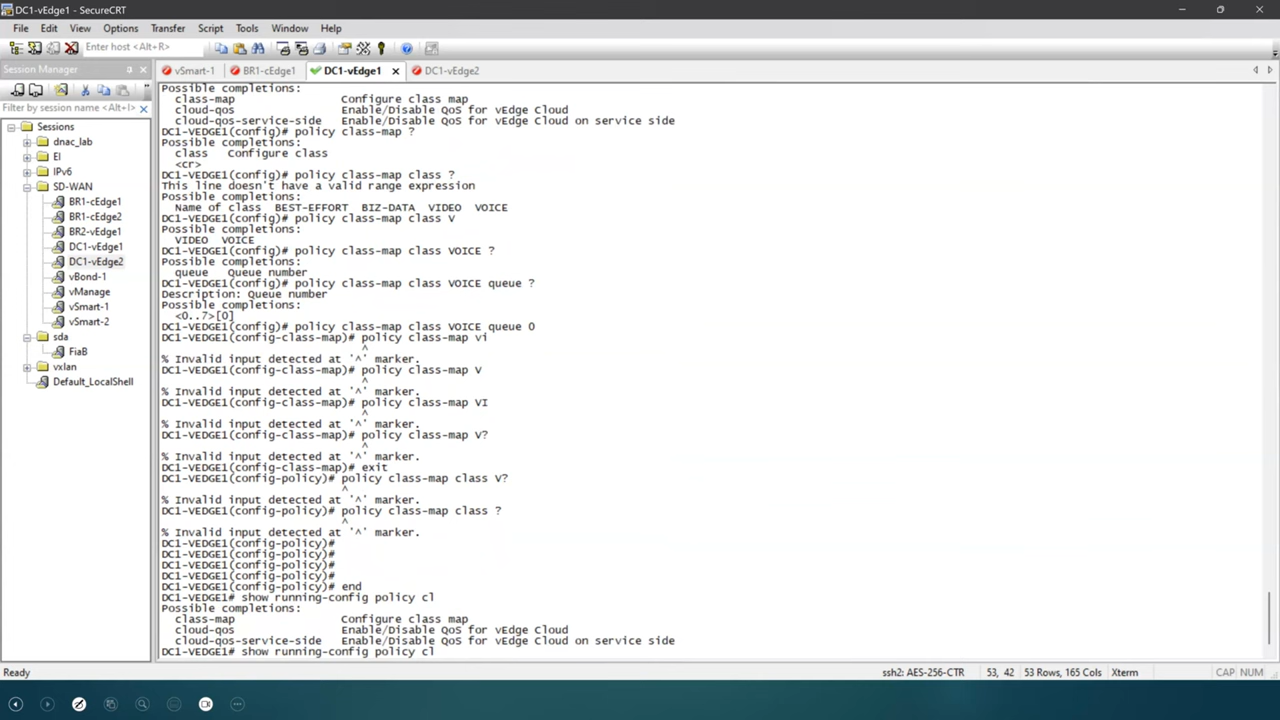 DC1-vEdge1 - SecureCRT
File Edit View Options Transfer Script Tools Window Help
Enter host <Alt+R>
Session Manager
vSmart-1 BR1-cEdge1 DC1-vEdge1 DC1-vEdge2
Filter by session name <Alt+I>
Sessions
dnac_lab
EI
IPv6
SD-WAN
BR1-cEdge1
BR1-cEdge2
BR2-vEdge1
DC1-vEdge1
DC1-vEdge2
vBond-1
vManage
vSmart-1
vSmart-2
sda
FiaB
vxlan
Default_LocalShell
Possible completions:
class-map Configure class map
cloud-qos Enable/Disable QoS for vEdge Cloud
cloud-qos-service-side Enable/Disable QoS for vEdge Cloud on service side
DC1-VEDGE1(config)# policy class-map ?
Possible completions:
class Configure class
<cr>
DC1-VEDGE1(config)# policy class-map class ?
This line doesn't have a valid range expression
Possible completions:
Name of class BEST-EFFORT BIZ-DATA VIDEO VOICE
DC1-VEDGE1(config)# policy class-map class V
Possible completions:
VIDEO VOICE
DC1-VEDGE1(config)# policy class-map class VOICE ?
Possible completions:
queue Queue number
DC1-VEDGE1(config)# policy class-map class VOICE queue ?
Description: Queue number
Possible completions:
<0..7>[0]
DC1-VEDGE1(config)# policy class-map class VOICE queue 0
DC1-VEDGE1(config-class-map)# policy class-map vi
^
% Invalid input detected at '^' marker.
DC1-VEDGE1(config-class-map)# policy class-map V
^
% Invalid input detected at '^' marker.
DC1-VEDGE1(config-class-map)# policy class-map VI
^
% Invalid input detected at '^' marker.
DC1-VEDGE1(config-class-map)# policy class-map V?
^
% Invalid input detected at '^' marker.
DC1-VEDGE1(config-class-map)# exit
DC1-VEDGE1(config-policy)# policy class-map class V?
^
% Invalid input detected at '^' marker.
DC1-VEDGE1(config-policy)# policy class-map class ?
^
% Invalid input detected at '^' marker.
DC1-VEDGE1(config-policy)#
DC1-VEDGE1(config-policy)#
DC1-VEDGE1(config-policy)#
DC1-VEDGE1(config-policy)#
DC1-VEDGE1(config-policy)# end
DC1-VEDGE1# show running-config policy cl
Possible completions:
class-map Configure class map
cloud-qos Enable/Disable QoS for vEdge Cloud
cloud-qos-service-side Enable/Disable QoS for vEdge Cloud on service side
DC1-VEDGE1# show running-config policy cl
Ready ssh2: AES-256-CTR 53, 42 53 Rows, 165 Cols Xterm CAP NUM